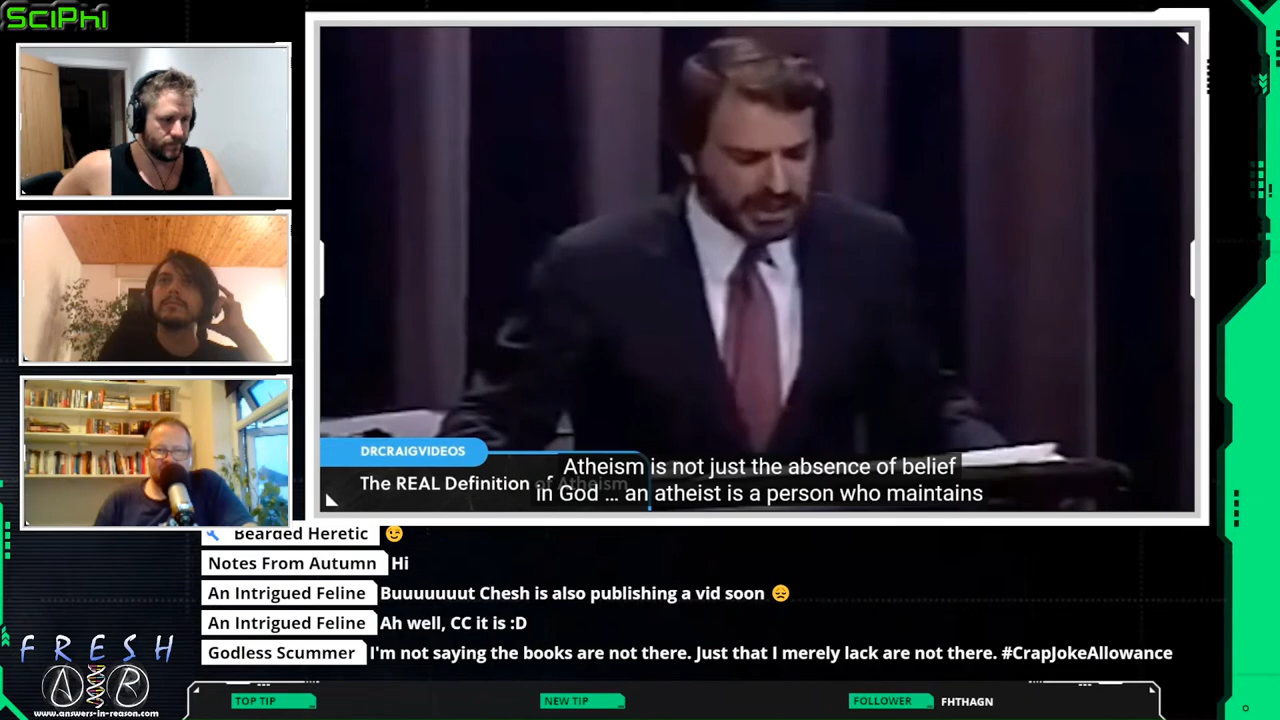 SCIPHI
DRCRAIGVIDEOS
The REAL Definition of Atheism
Atheism is not just the absence of belief
in God ... an atheist is a person who maintains
Bearded Heretic 😉
Notes From Autumn Hi
An Intrigued Feline Buuuuuuut Chesh is also publishing a vid soon 😞
An Intrigued Feline Ah well, CC it is :D
Godless Scummer I'm not saying the books are not there. Just that I merely lack are not there. #CrapJokeAllowance
FRESH
A R
www.answers-in-reason.com
TOP TIP
NEW TIP
FOLLOWER FHTHAGN